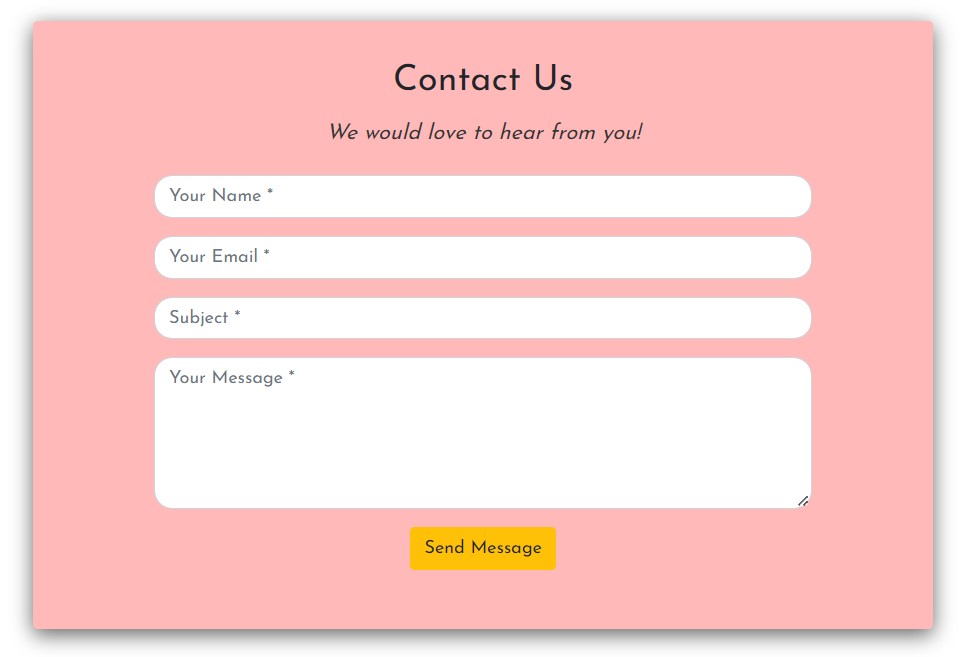 Contact Us
We would love to hear from you!
Your Name *
Your Email *
Subject *
Your Message *
Send Message